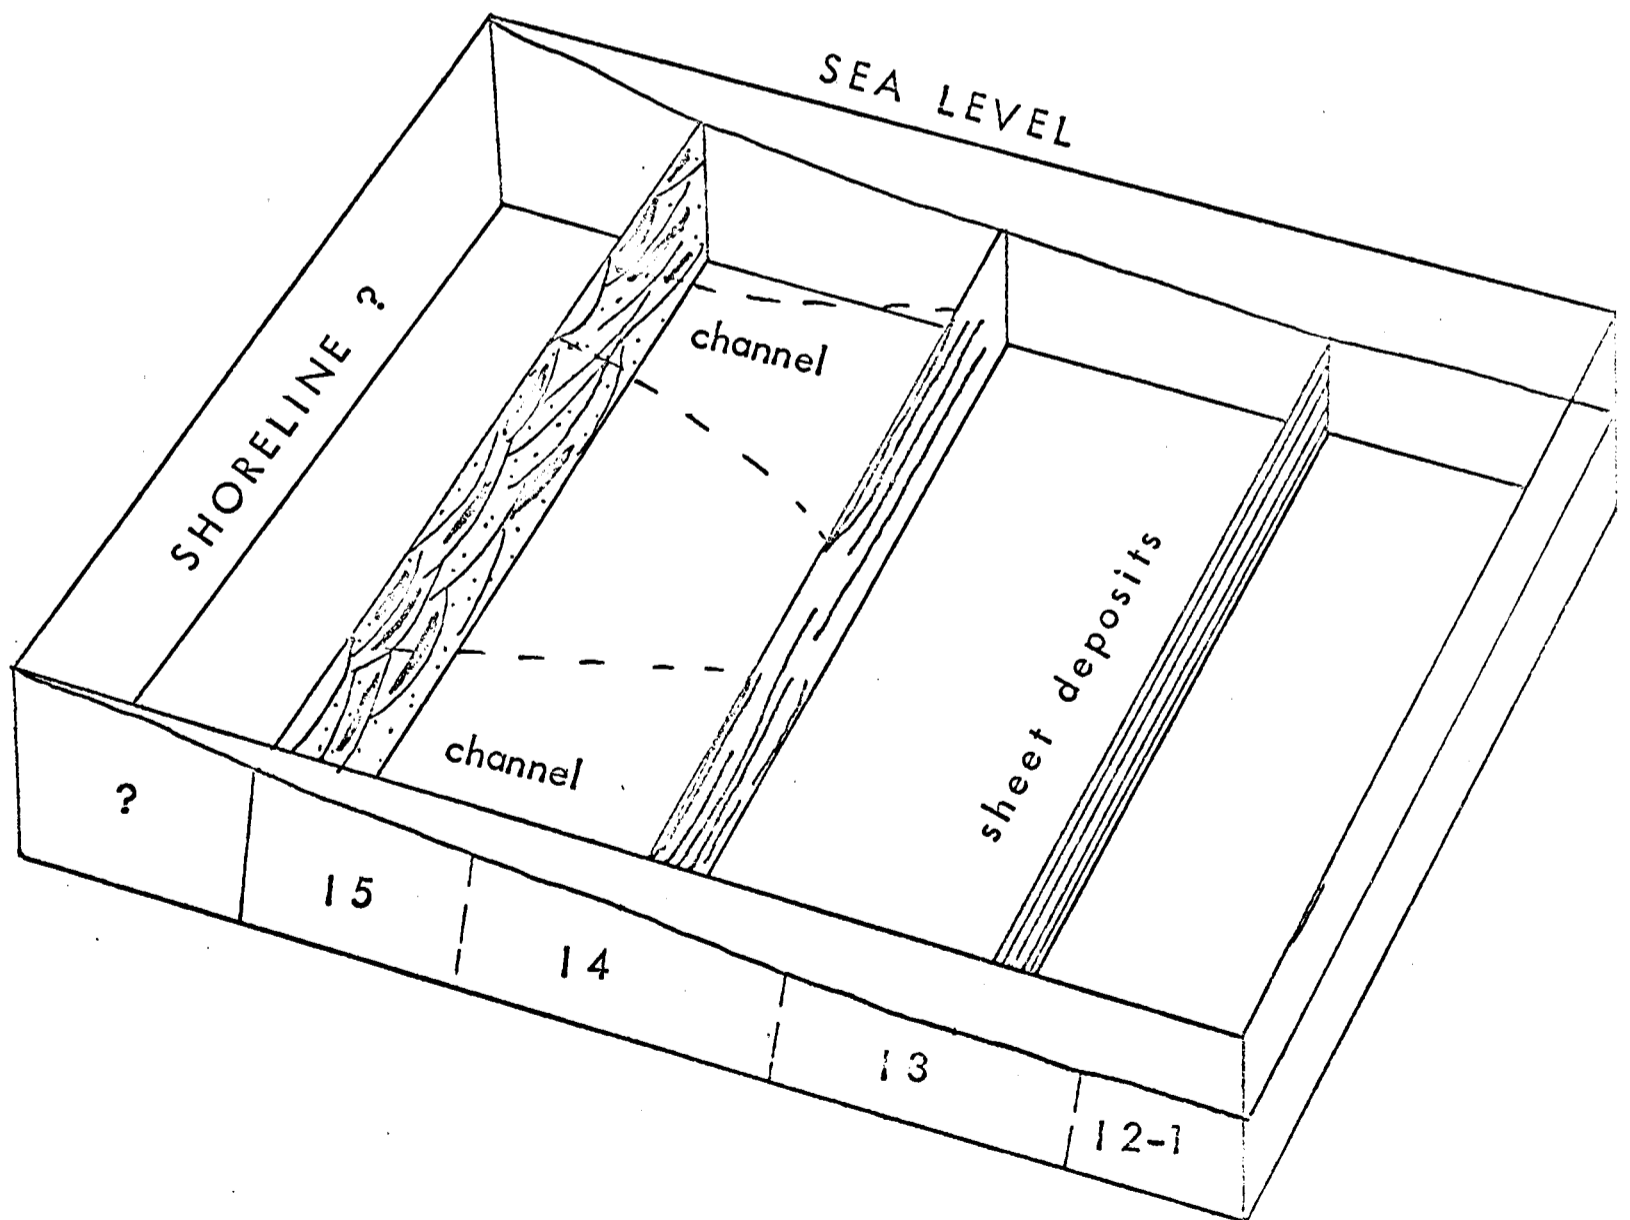 SEA LEVEL
SHORELINE ?
channel
channel
sheet deposits
?
15
14
13
12-1